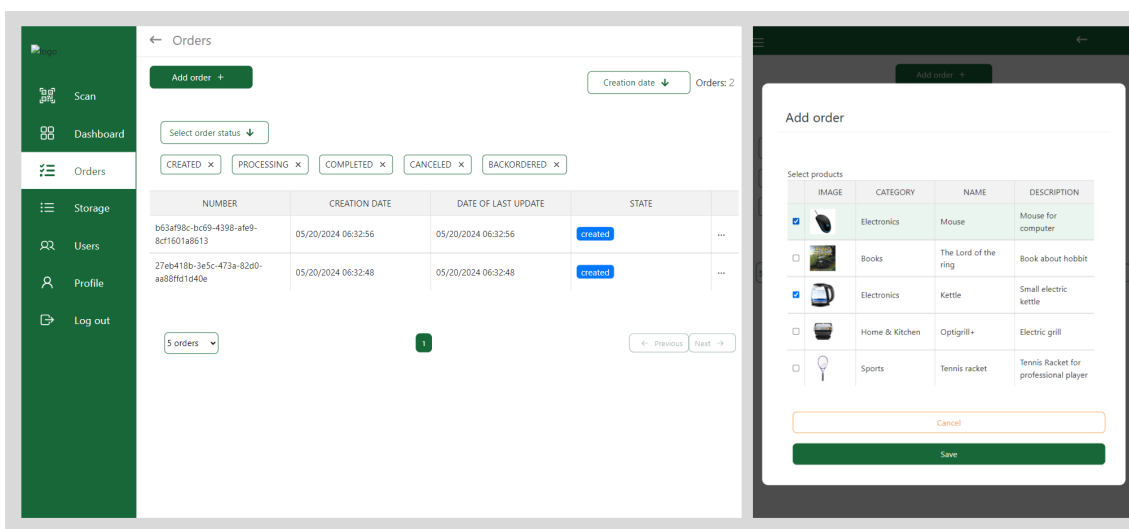 logo
Scan
Dashboard
Orders
Storage
Users
Profile
Log out
← Orders
Add order +
Creation date ↓
Orders: 2
Select order status ↓
CREATED × PROCESSING × COMPLETED × CANCELED × BACKORDERED ×
NUMBER CREATION DATE DATE OF LAST UPDATE STATE
b63af98c-bc69-4398-afe9-
8cf1601a8613
05/20/2024 06:32:56 05/20/2024 06:32:56 created ...
27eb418b-3e5c-473a-82d0-
aa88ffd1d40e
05/20/2024 06:32:48 05/20/2024 06:32:48 created ...
5 orders
1
← Previous Next →
Add order +
Add order
Select products
IMAGE CATEGORY NAME DESCRIPTION
Electronics Mouse
Mouse for
computer
Books
The Lord of the
ring
Book about hobbit
Electronics Kettle
Small electric
kettle
Home & Kitchen Optigrill+ Electric grill
Sports Tennis racket
Tennis Racket for
professional player
Cancel
Save